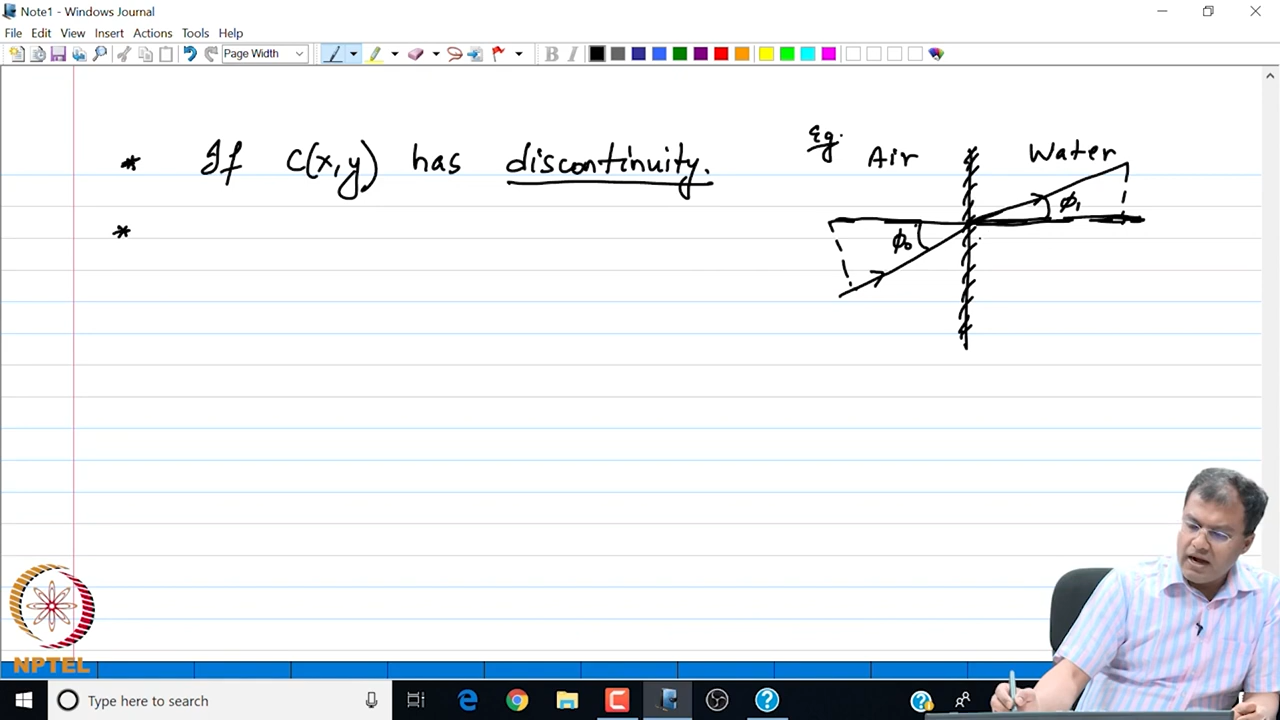 Note1 - Windows Journal
File Edit View Insert Actions Tools Help
Page Width
B I
* If c(x,y) has discontinuity.
*
Eg.
Air
Water
ϕ₀
ϕ₁
NPTEL
Type here to search